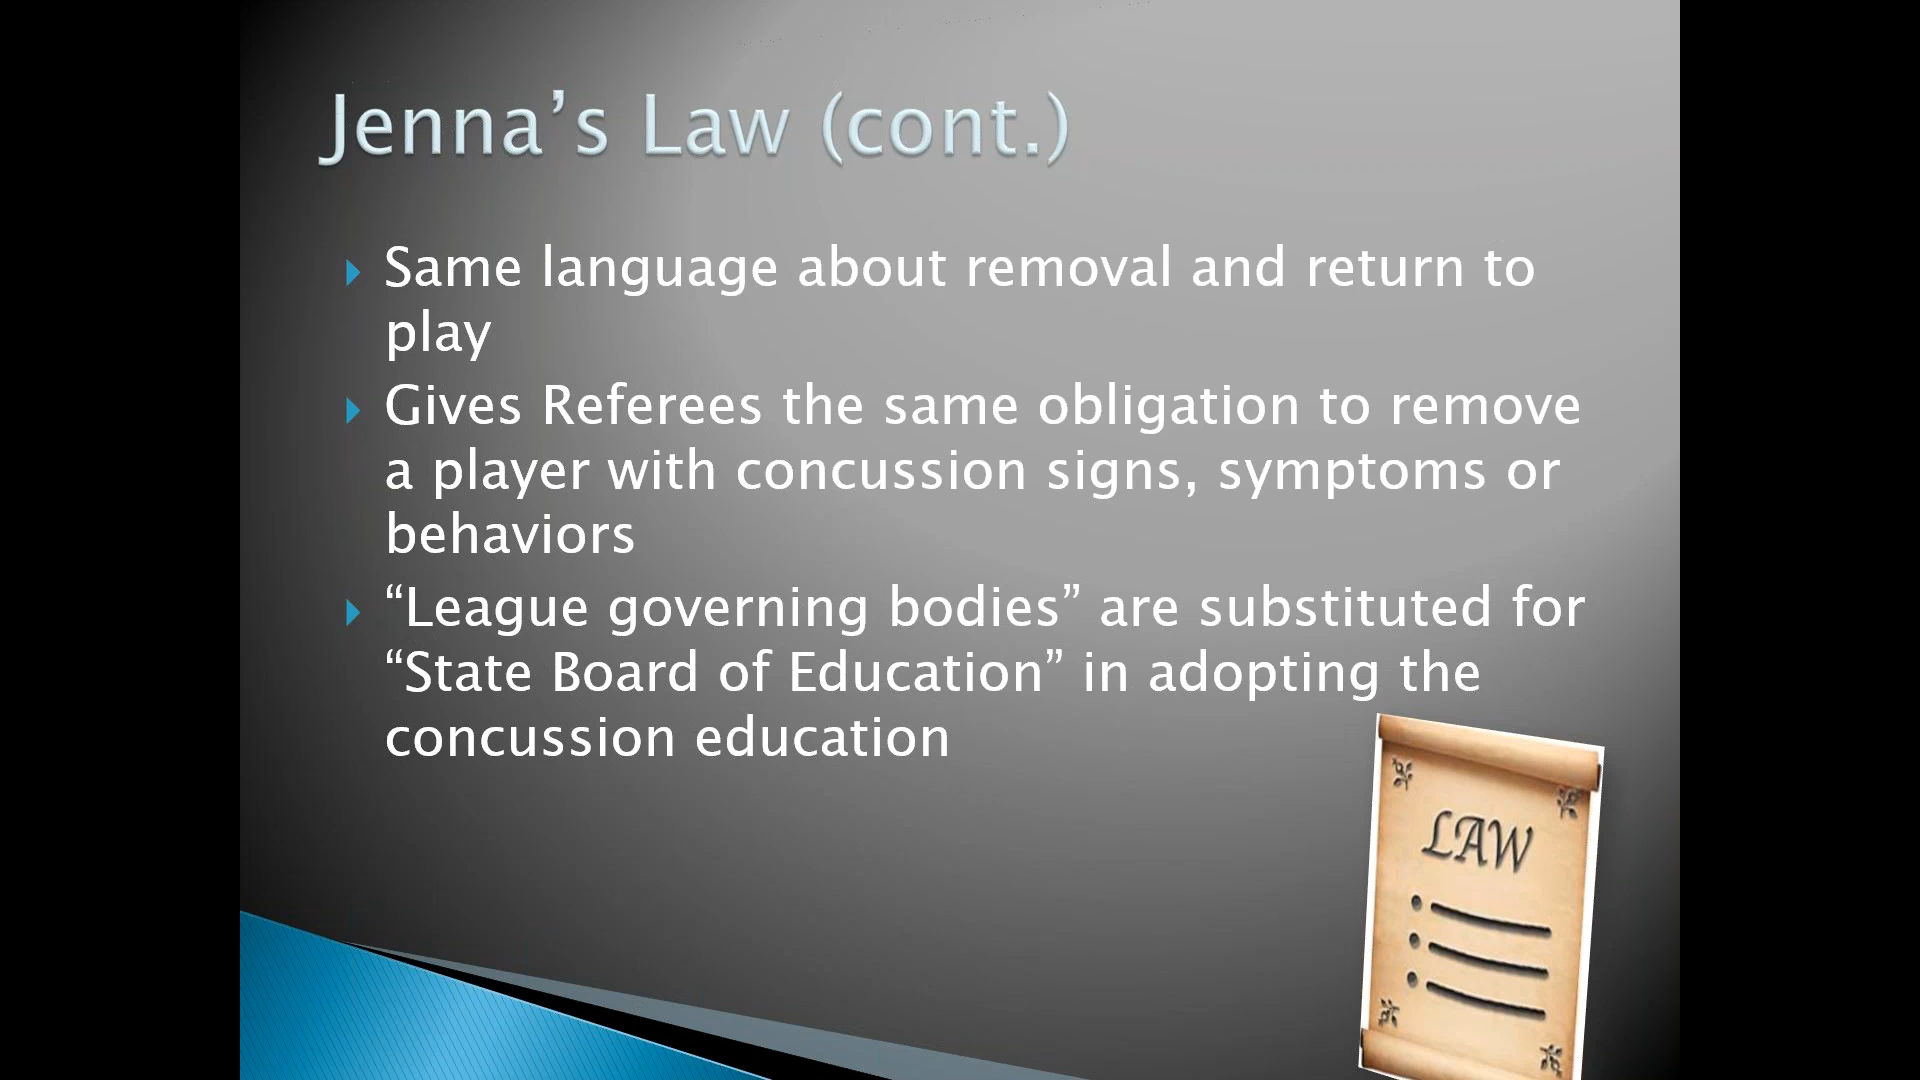 Jenna’s Law (cont.)
Same language about removal and return to
play
Gives Referees the same obligation to remove
a player with concussion signs, symptoms or
behaviors
“League governing bodies” are substituted for
“State Board of Education” in adopting the
concussion education
LAW